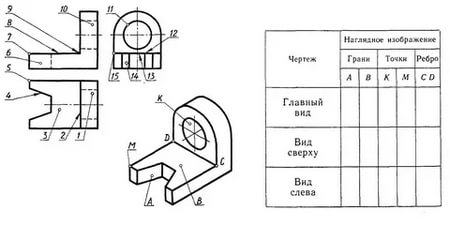 10
9
8
7
6
11
12
15
14
13
5
4
3
2
1
K
D
M
C
A
B
Чертеж
Наглядное изображение
Грани
Точки
Ребро
A
B
K
M
C D
Главный
вид
Вид
сверху
Вид
слева